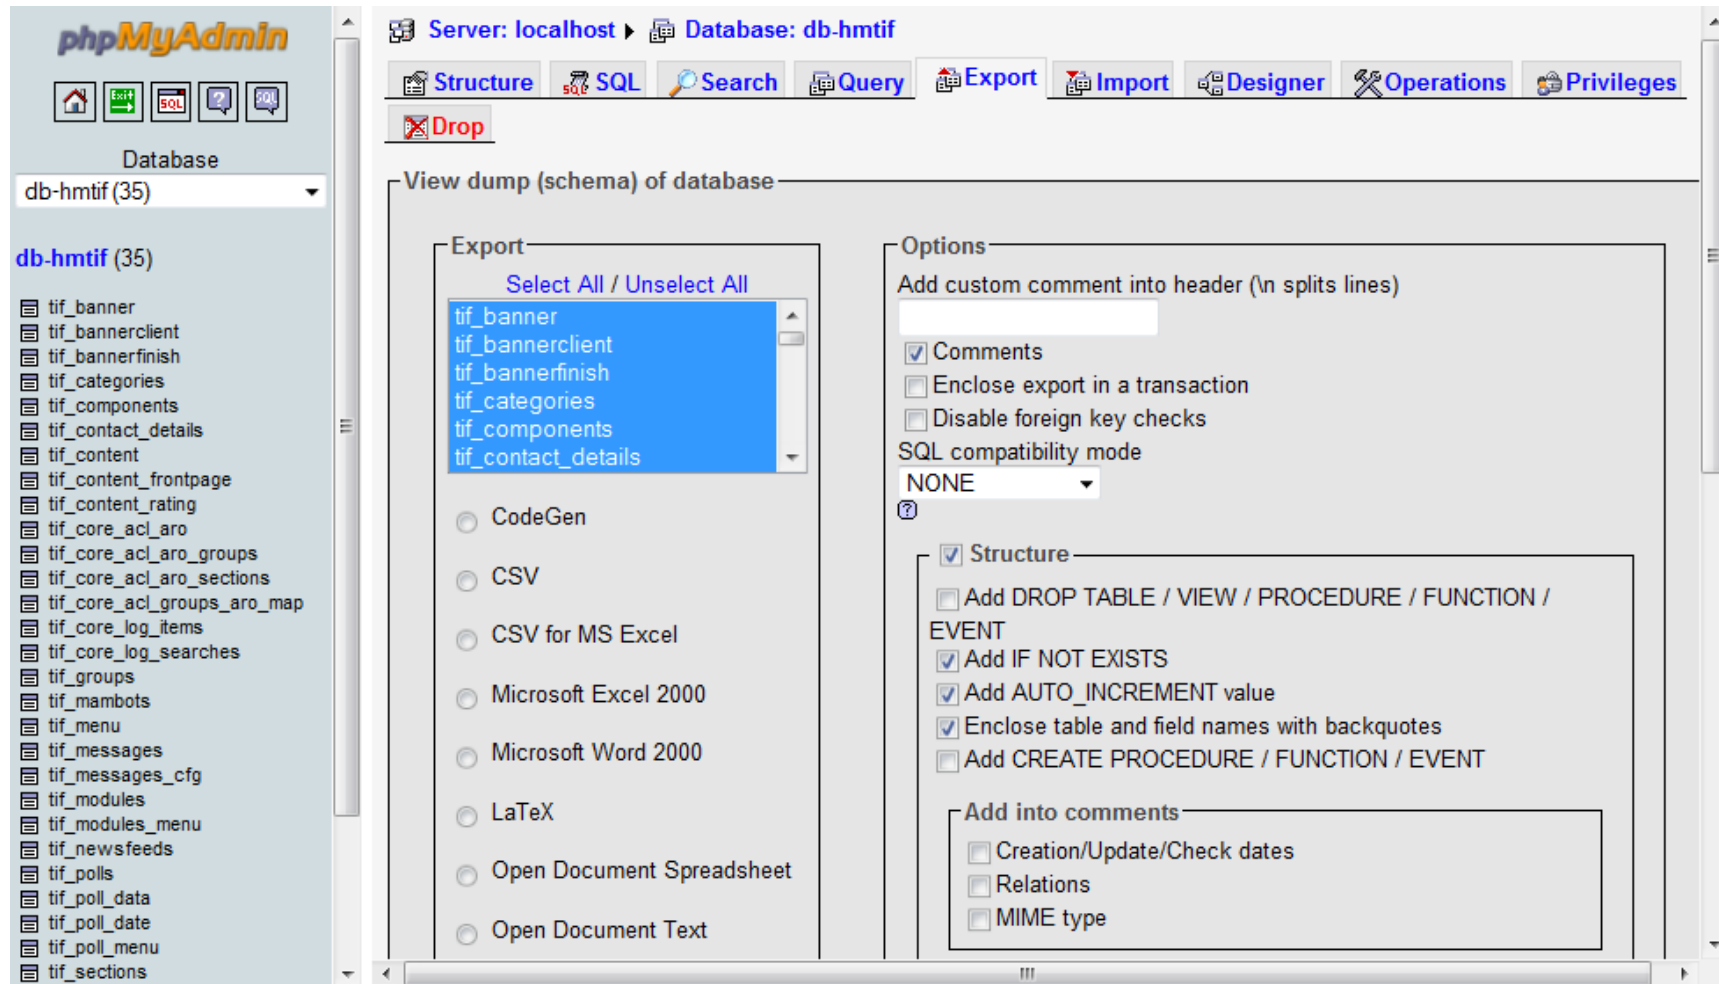 phpMyAdmin
Exit
SQL
?
SQL
Database
db-hmtif (35)
db-hmtif (35)
tif_banner
tif_bannerclient
tif_bannerfinish
tif_categories
tif_components
tif_contact_details
tif_content
tif_content_frontpage
tif_content_rating
tif_core_acl_aro
tif_core_acl_aro_groups
tif_core_acl_aro_sections
tif_core_acl_groups_aro_map
tif_core_log_items
tif_core_log_searches
tif_groups
tif_mambots
tif_menu
tif_messages
tif_messages_cfg
tif_modules
tif_modules_menu
tif_newsfeeds
tif_polls
tif_poll_data
tif_poll_date
tif_poll_menu
tif_sections
Server: localhost Database: db-hmtif
Structure SQL Search Query Export Import Designer Operations Privileges
Drop
View dump (schema) of database
Export
Select All / Unselect All
tif_banner
tif_bannerclient
tif_bannerfinish
tif_categories
tif_components
tif_contact_details
CodeGen
CSV
CSV for MS Excel
Microsoft Excel 2000
Microsoft Word 2000
LaTeX
Open Document Spreadsheet
Open Document Text
Options
Add custom comment into header (\n splits lines)
Comments
Enclose export in a transaction
Disable foreign key checks
SQL compatibility mode
NONE
?
Structure
Add DROP TABLE / VIEW / PROCEDURE / FUNCTION /
EVENT
Add IF NOT EXISTS
Add AUTO_INCREMENT value
Enclose table and field names with backquotes
Add CREATE PROCEDURE / FUNCTION / EVENT
Add into comments
Creation/Update/Check dates
Relations
MIME type